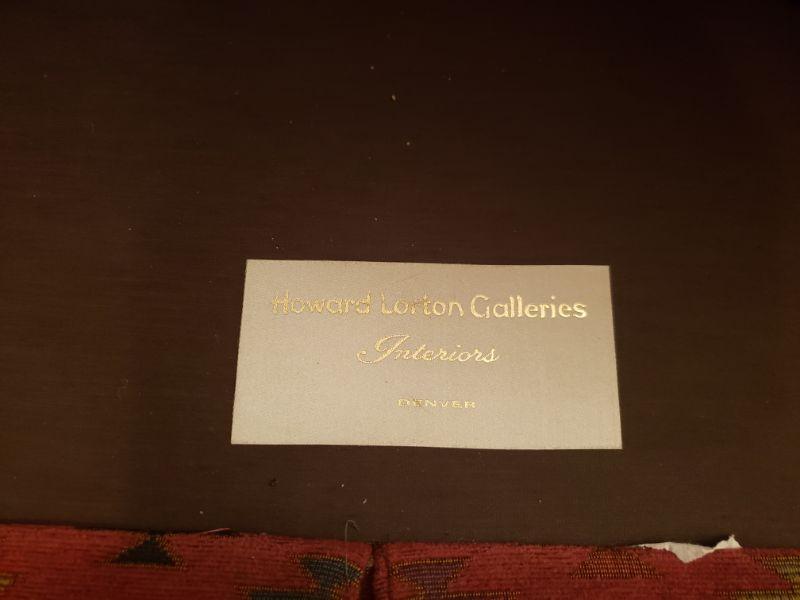 Howard Lorton Galleries
Interiors
DENVER